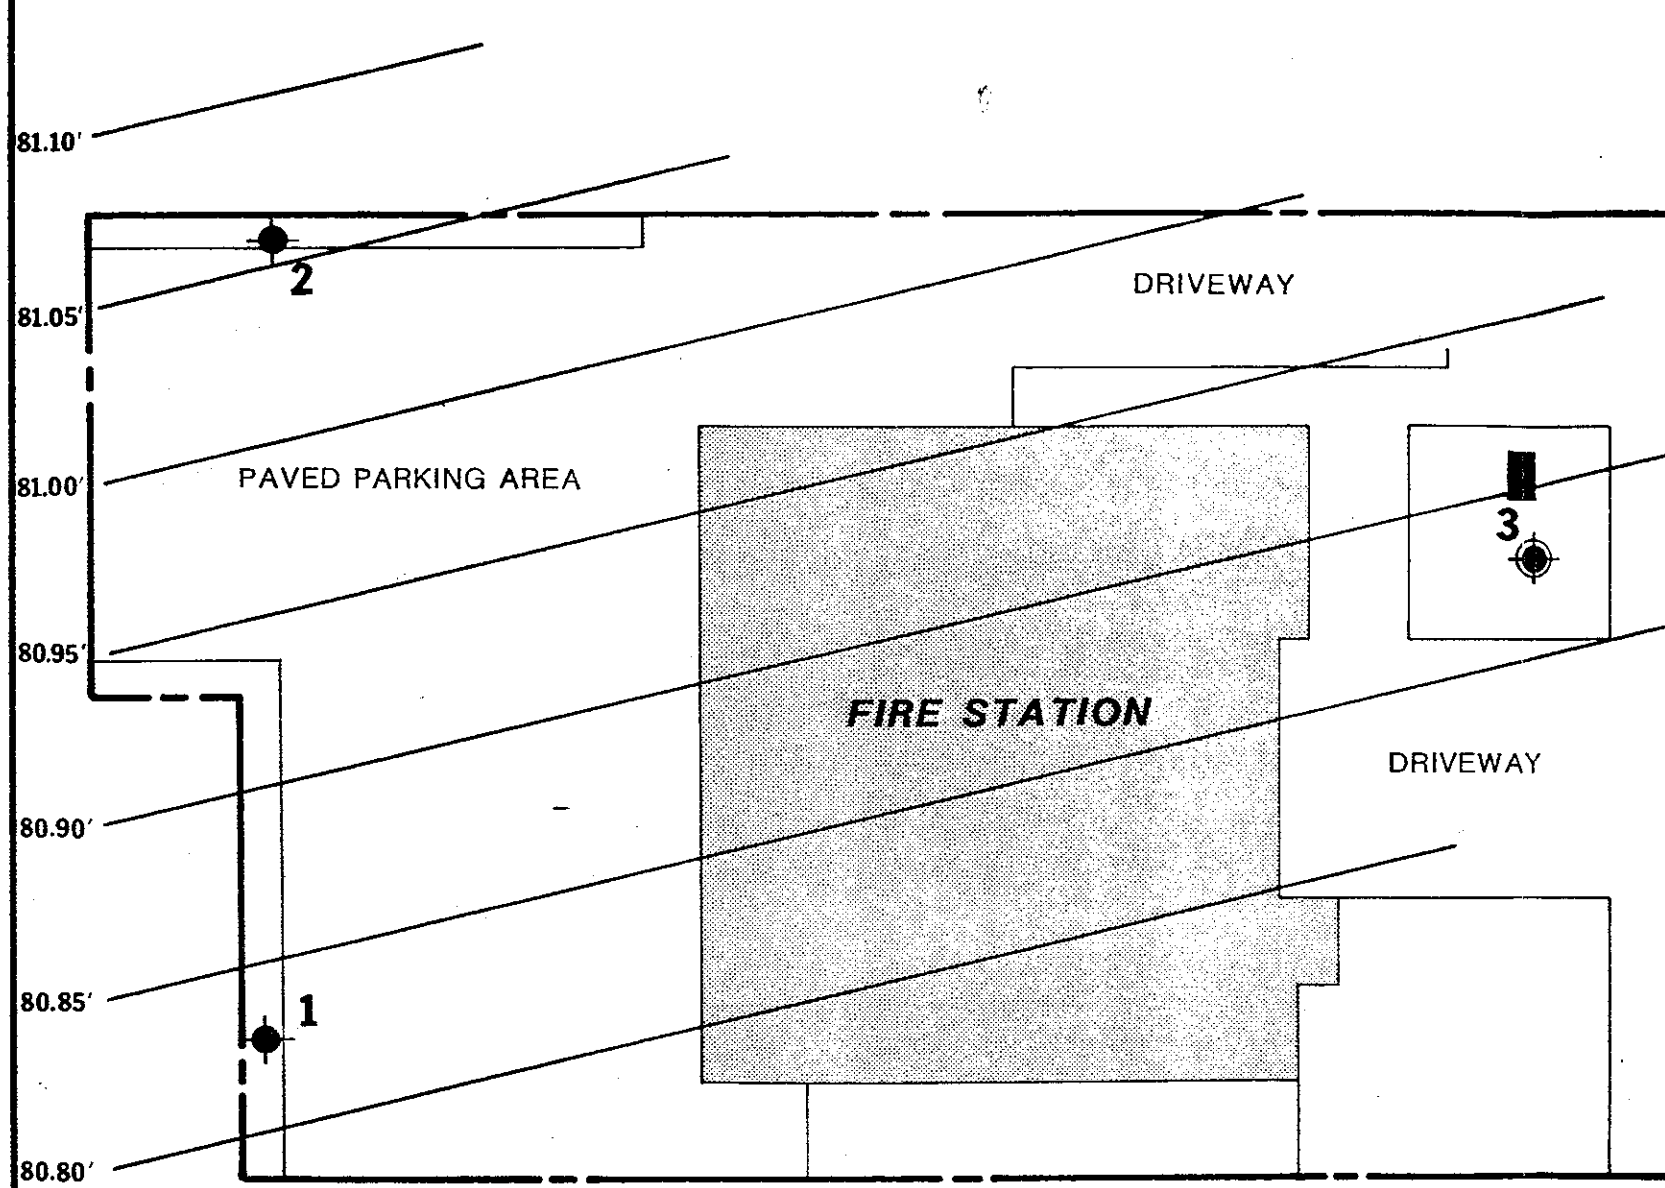 81.10'
2
DRIVEWAY
81.05'
PAVED PARKING AREA
81.00'
3
80.95'
FIRE STATION
DRIVEWAY
80.90'
80.85'
1
80.80'